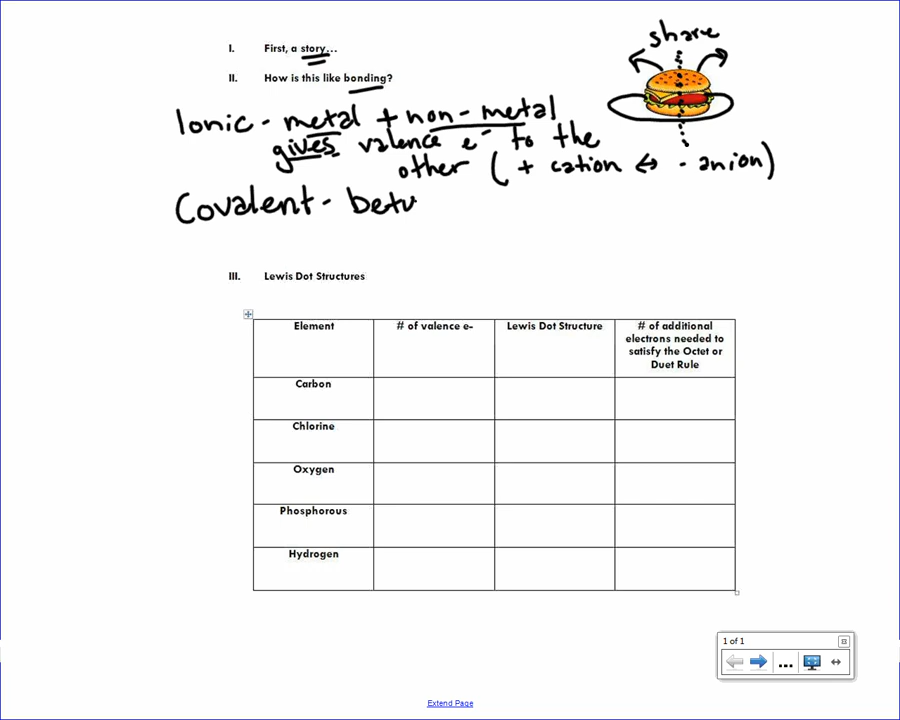 share
I. First, a story...
II. How is this like bonding?
Ionic - metal + non-metal
gives valence e⁻ to the
other (+ cation ↔ - anion)
Covalent - betw
III. Lewis Dot Structures
Element # of valence e- Lewis Dot Structure # of additional electrons needed to satisfy the Octet or Duet Rule
Carbon
Chlorine
Oxygen
Phosphorous
Hydrogen
1 of 1
...
Extend Page